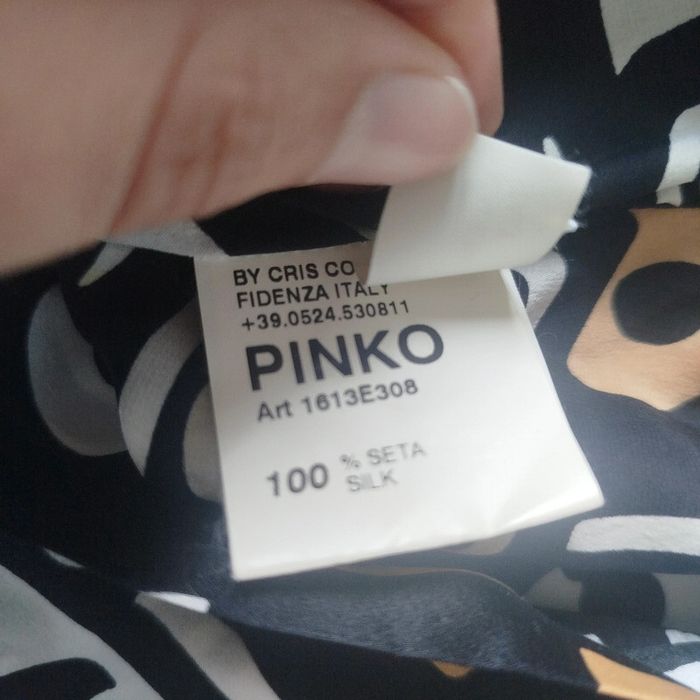 BY CRIS CO
FIDENZA ITALY
+39.0524.530811
PINKO
Art 1613E308
100 % SETA
SILK